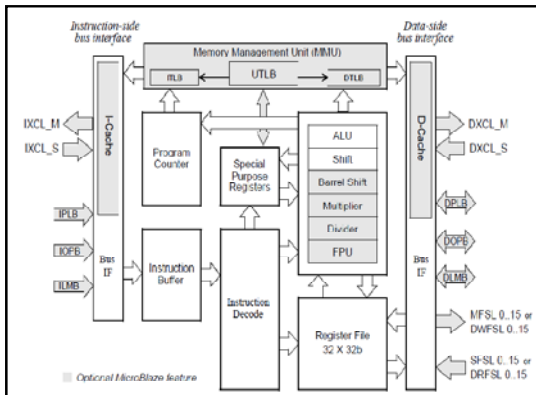 Instruction-side
bus interface
Data-side
bus interface
Memory Management Unit (MMU)
ITLB
UTLB
DTLB
IXCL_M
IXCL_S
I-Cache
Program
Counter
Special
Purpose
Registers
ALU
Shift
Barrel Shift
Multiplier
Divider
FPU
D-Cache
DXCL_M
DXCL_S
IPLB
IOPB
ILMB
Bus
IF
Instruction
Buffer
Instruction
Decode
Register File
32 X 32b
Bus
IF
DPLB
DOPB
DLMB
MFSL 0..15 or
DWFSL 0..15
SFSL 0..15 or
DRFSL 0..15
Optional MicroBlaze feature